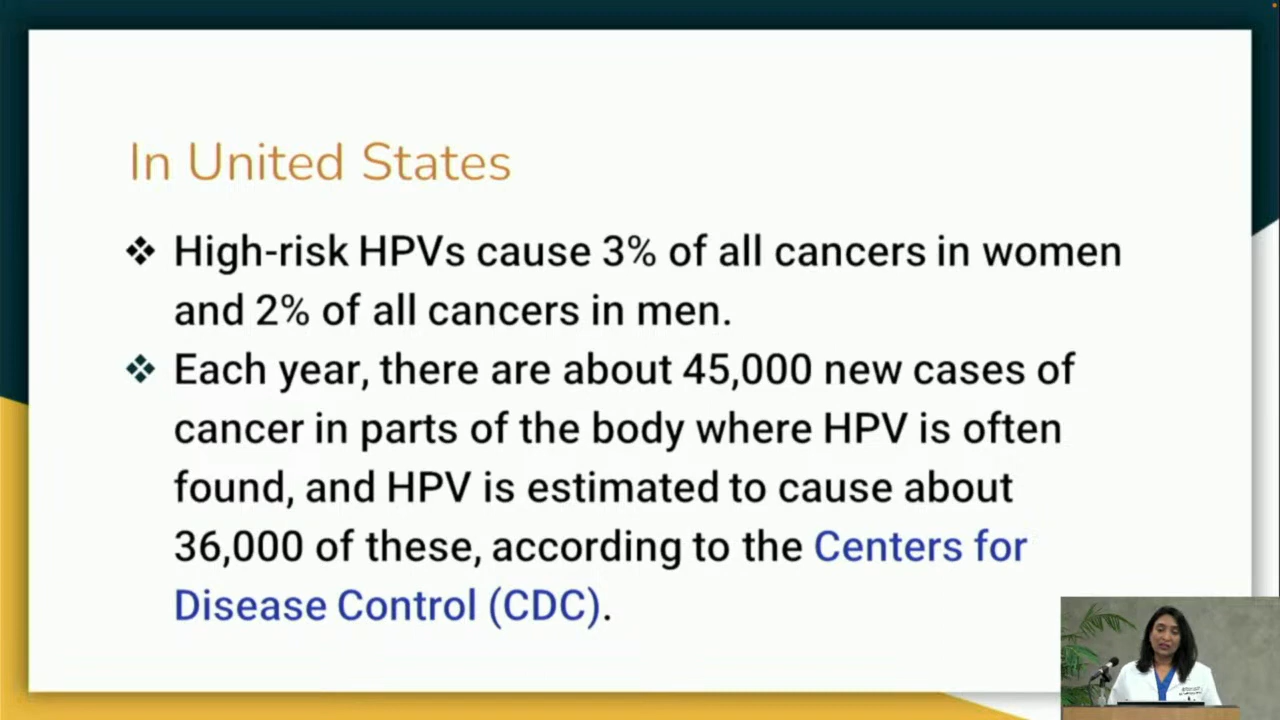 In United States
❖ High-risk HPVs cause 3% of all cancers in women
and 2% of all cancers in men.
❖ Each year, there are about 45,000 new cases of
cancer in parts of the body where HPV is often
found, and HPV is estimated to cause about
36,000 of these, according to the Centers for
Disease Control (CDC).